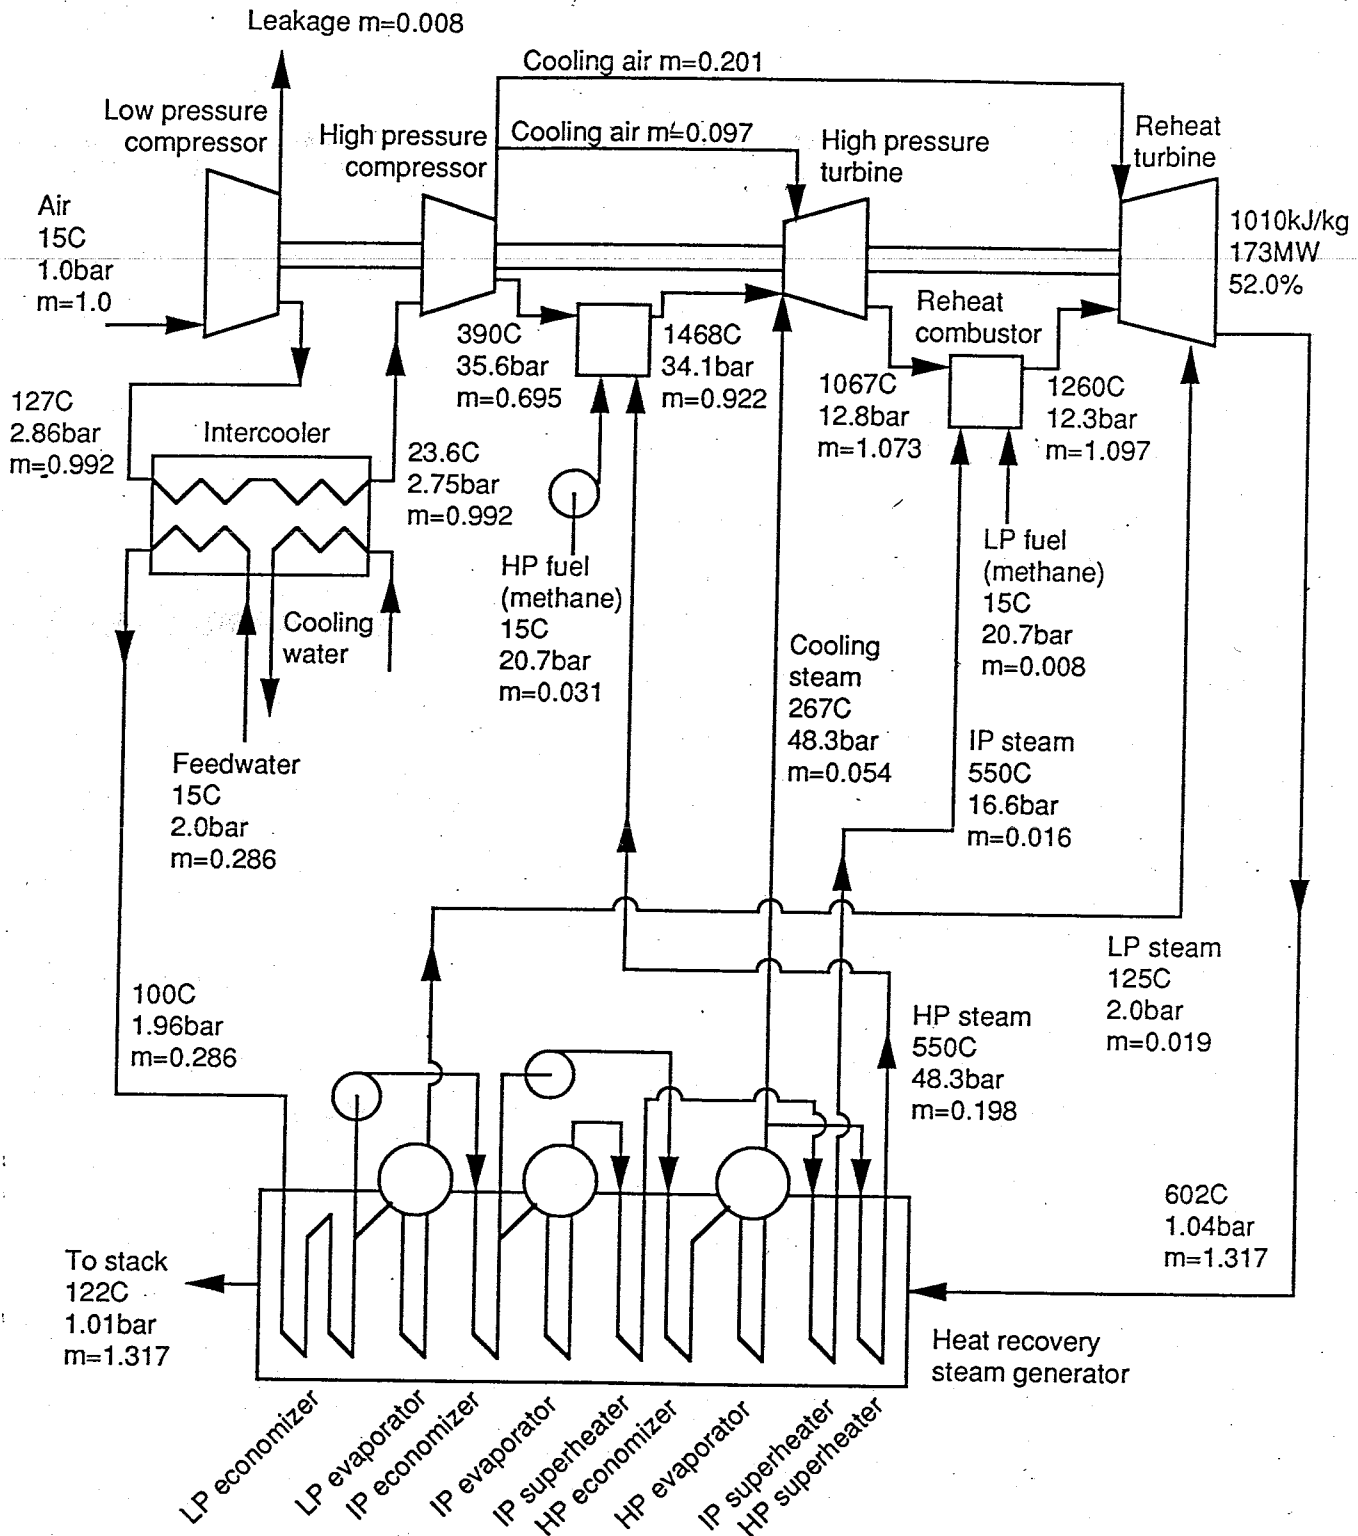 Leakage m=0.008
Cooling air m=0.201
Low pressure
compressor
High pressure
compressor
Cooling air m=0.097
High pressure
turbine
Reheat
turbine
Air
15C
1.0bar
m=1.0
1010kJ/kg
173MW
52.0%
390C
35.6bar
m=0.695
1468C
34.1bar
m=0.922
Reheat
combustor
1067C
12.8bar
m=1.073
1260C
12.3bar
m=1.097
127C
2.86bar
m=0.992
Intercooler
23.6C
2.75bar
m=0.992
HP fuel
(methane)
15C
20.7bar
m=0.031
LP fuel
(methane)
15C
20.7bar
m=0.008
Cooling
water
Cooling
steam
267C
48.3bar
m=0.054
Feedwater
15C
2.0bar
m=0.286
IP steam
550C
16.6bar
m=0.016
LP steam
125C
2.0bar
m=0.019
100C
1.96bar
m=0.286
HP steam
550C
48.3bar
m=0.198
602C
1.04bar
m=1.317
To stack
122C
1.01bar
m=1.317
Heat recovery
steam generator
LP economizer
LP evaporator
IP economizer
IP evaporator
IP superheater
HP economizer
HP evaporator
IP superheater
HP superheater